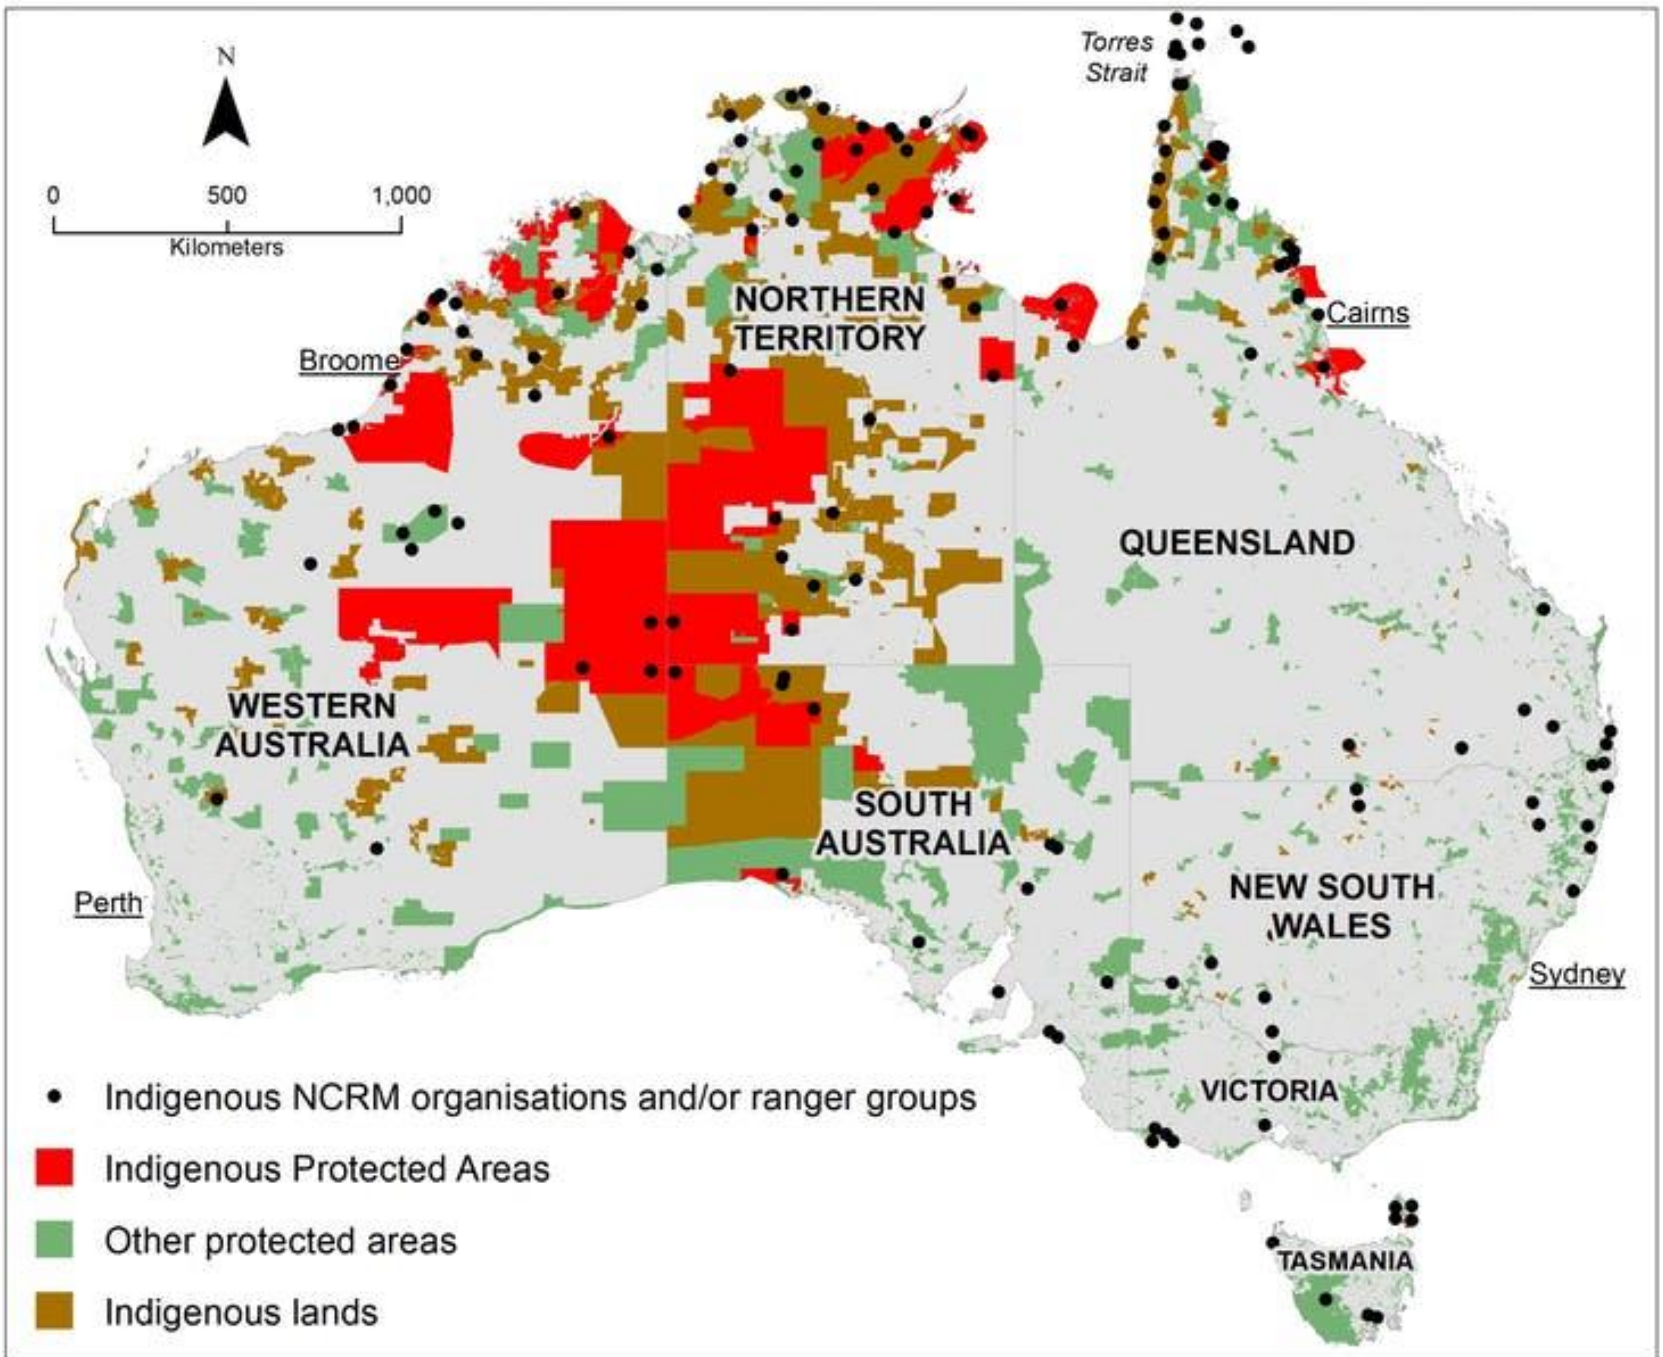 Torres
Strait
N
0 500 1,000
Kilometers
NORTHERN
TERRITORY
Cairns
Broome
QUEENSLAND
WESTERN
AUSTRALIA
SOUTH
AUSTRALIA
Perth
NEW SOUTH
WALES
Sydney
VICTORIA
TASMANIA
Indigenous NCRM organisations and/or ranger groups
Indigenous Protected Areas
Other protected areas
Indigenous lands